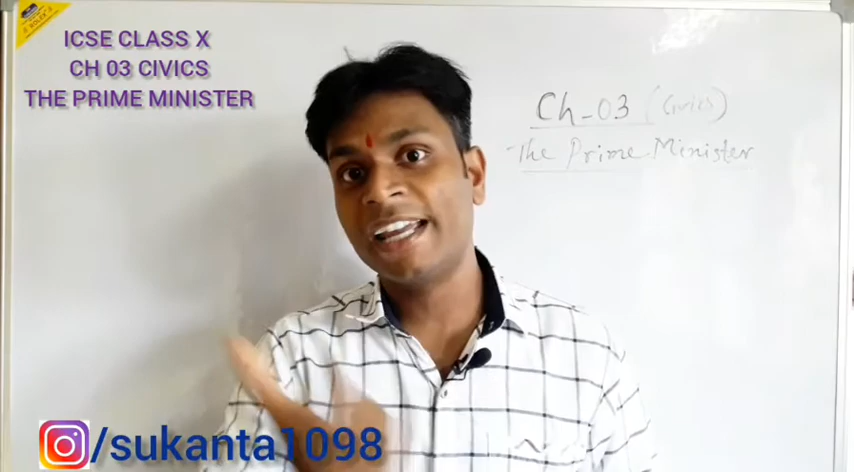 ICSE CLASS X
CH 03 CIVICS
THE PRIME MINISTER
Ch-03 (Civics)
The Prime Minister
/sukanta1098